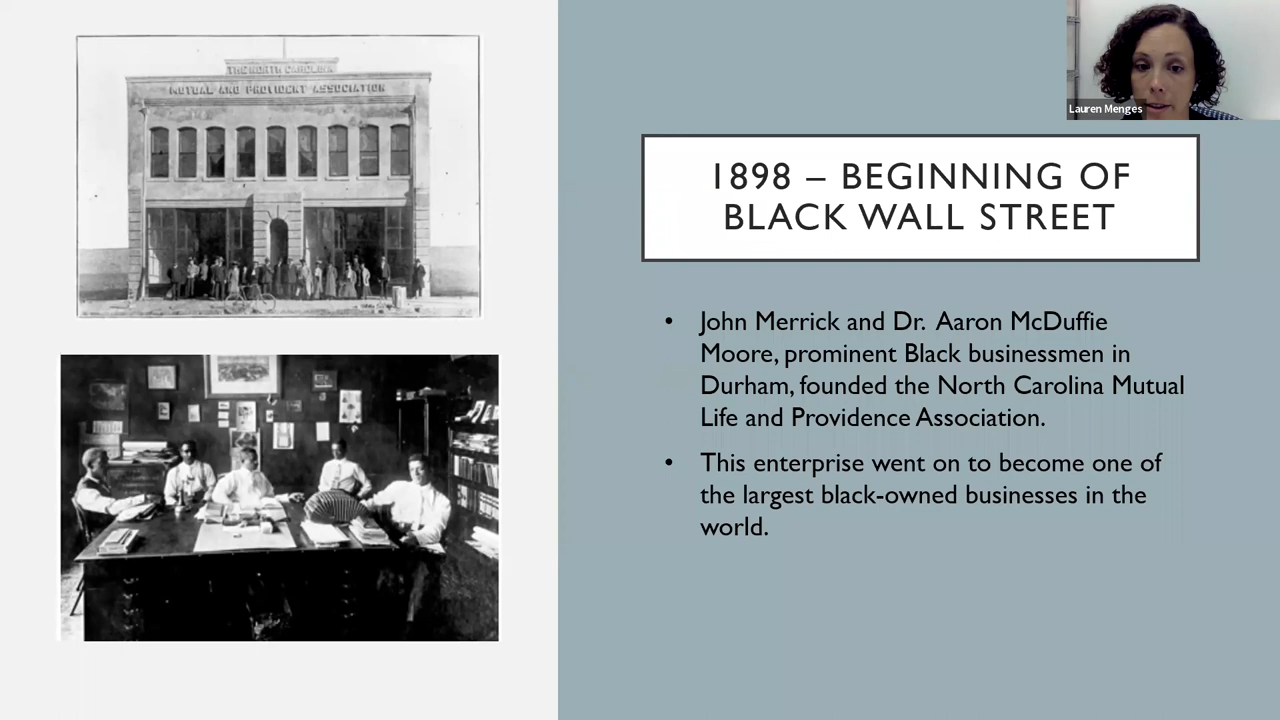 THE NORTH CAROLINA
MUTUAL AND PROVIDENT ASSOCIATION
Lauren Menges
1898 – BEGINNING OF
BLACK WALL STREET
• John Merrick and Dr. Aaron McDuffie
Moore, prominent Black businessmen in
Durham, founded the North Carolina Mutual
Life and Providence Association.
• This enterprise went on to become one of
the largest black-owned businesses in the
world.